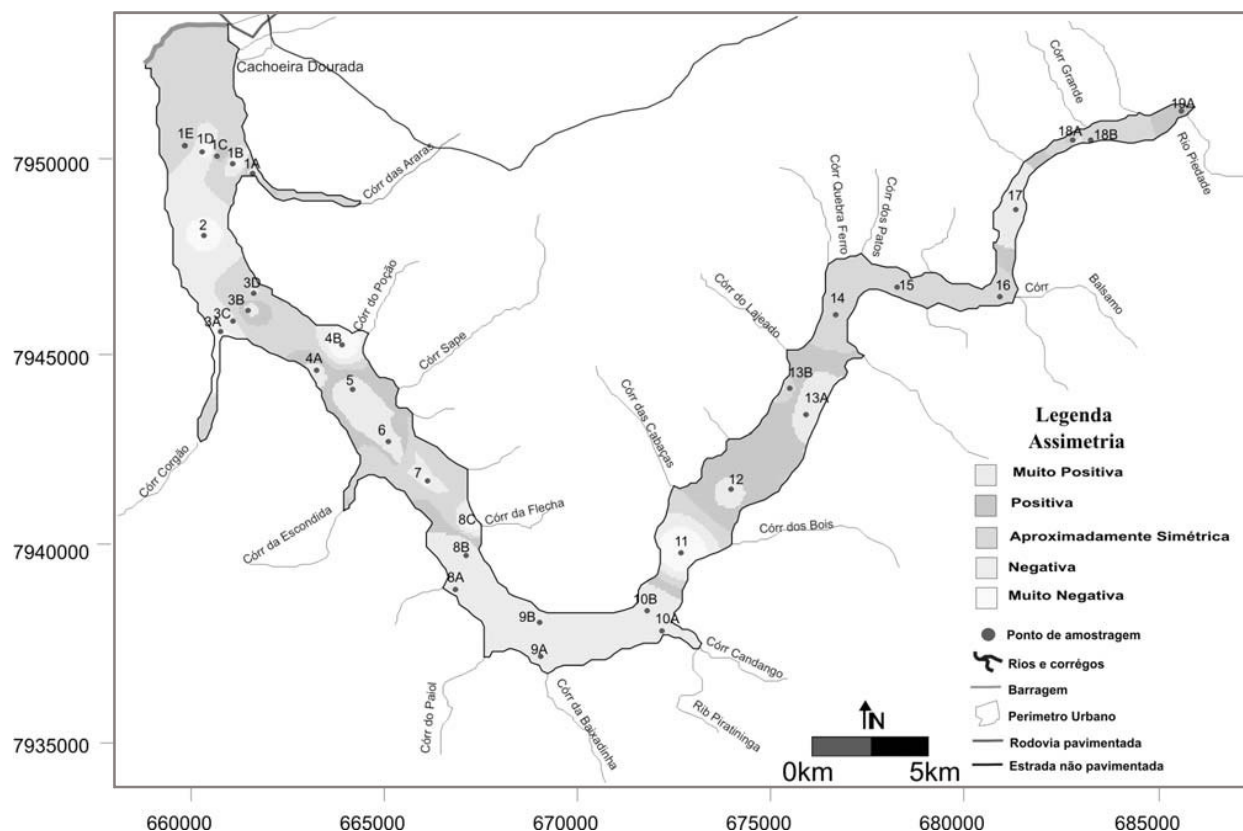 Cachoeira Dourada
7950000
7945000
7940000
7935000
1E
1D
1C
1B
1A
Córr das Araras
2
3D
3B
3C
3A
Córr do Poção
4B
4A
Córr Sape
5
6
7
Córr Corgão
Córr da Escondida
8C
Córr da Flecha
8B
8A
9B
9A
Córr do Paiol
Córr da Baixadinha
10B
10A
Córr Candango
Rib Piratininga
11
Córr dos Bois
12
Córr das Cabaças
13B
13A
Córr do Lajeado
14
Córr Quebra Ferro
Córr dos Patos
15
16
Córr
Balsamo
17
18A
18B
Córr Grande
19A
Rio Piedade
Legenda
Assimetria
Muito Positiva
Positiva
Aproximadamente Simétrica
Negativa
Muito Negativa
Ponto de amostragem
Rios e corrégos
Barragem
Perimetro Urbano
Rodovia pavimentada
Estrada não pavimentada
N
0km
5km
660000
665000
670000
675000
680000
685000